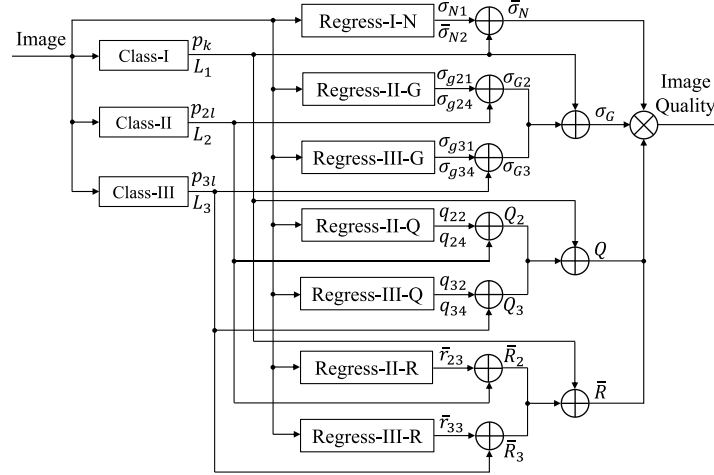 Image
Class-I
p_k
L_1
Class-II
p_{2l}
L_2
Class-III
p_{3l}
L_3
Regress-I-N
σ_{N1}
σ̄_{N2}
σ̄_N
Regress-II-G
σ_{g21}
σ_{g24}
σ_{G2}
Regress-III-G
σ_{g31}
σ_{g34}
σ_{G3}
σ_G
Image
Quality
Regress-II-Q
q_{22}
q_{24}
Q_2
Regress-III-Q
q_{32}
q_{34}
Q_3
Q
Regress-II-R
r̄_{23}
R̄_2
Regress-III-R
r̄_{33}
R̄_3
R̄